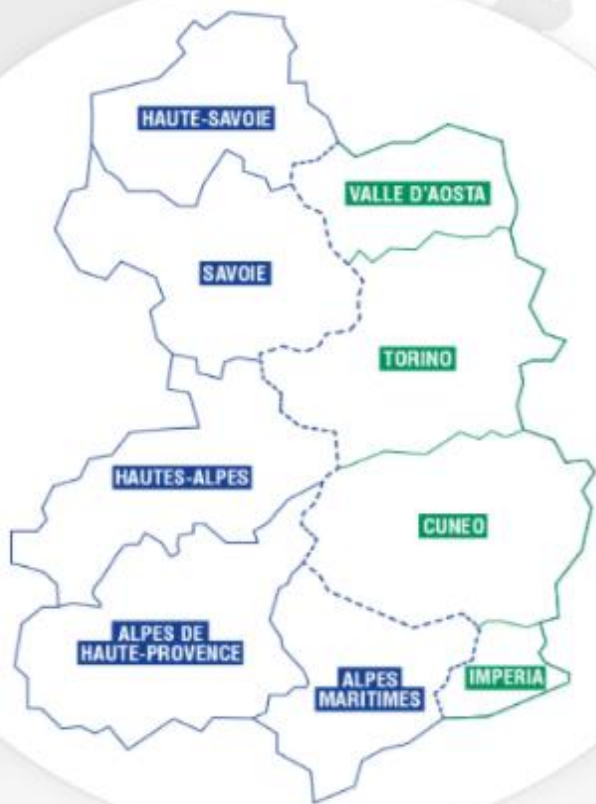 HAUTE-SAVOIE
VALLE D'AOSTA
SAVOIE
TORINO
HAUTES-ALPES
CUNEO
ALPES DE
HAUTE-PROVENCE
ALPES
MARITIMES
IMPERIA